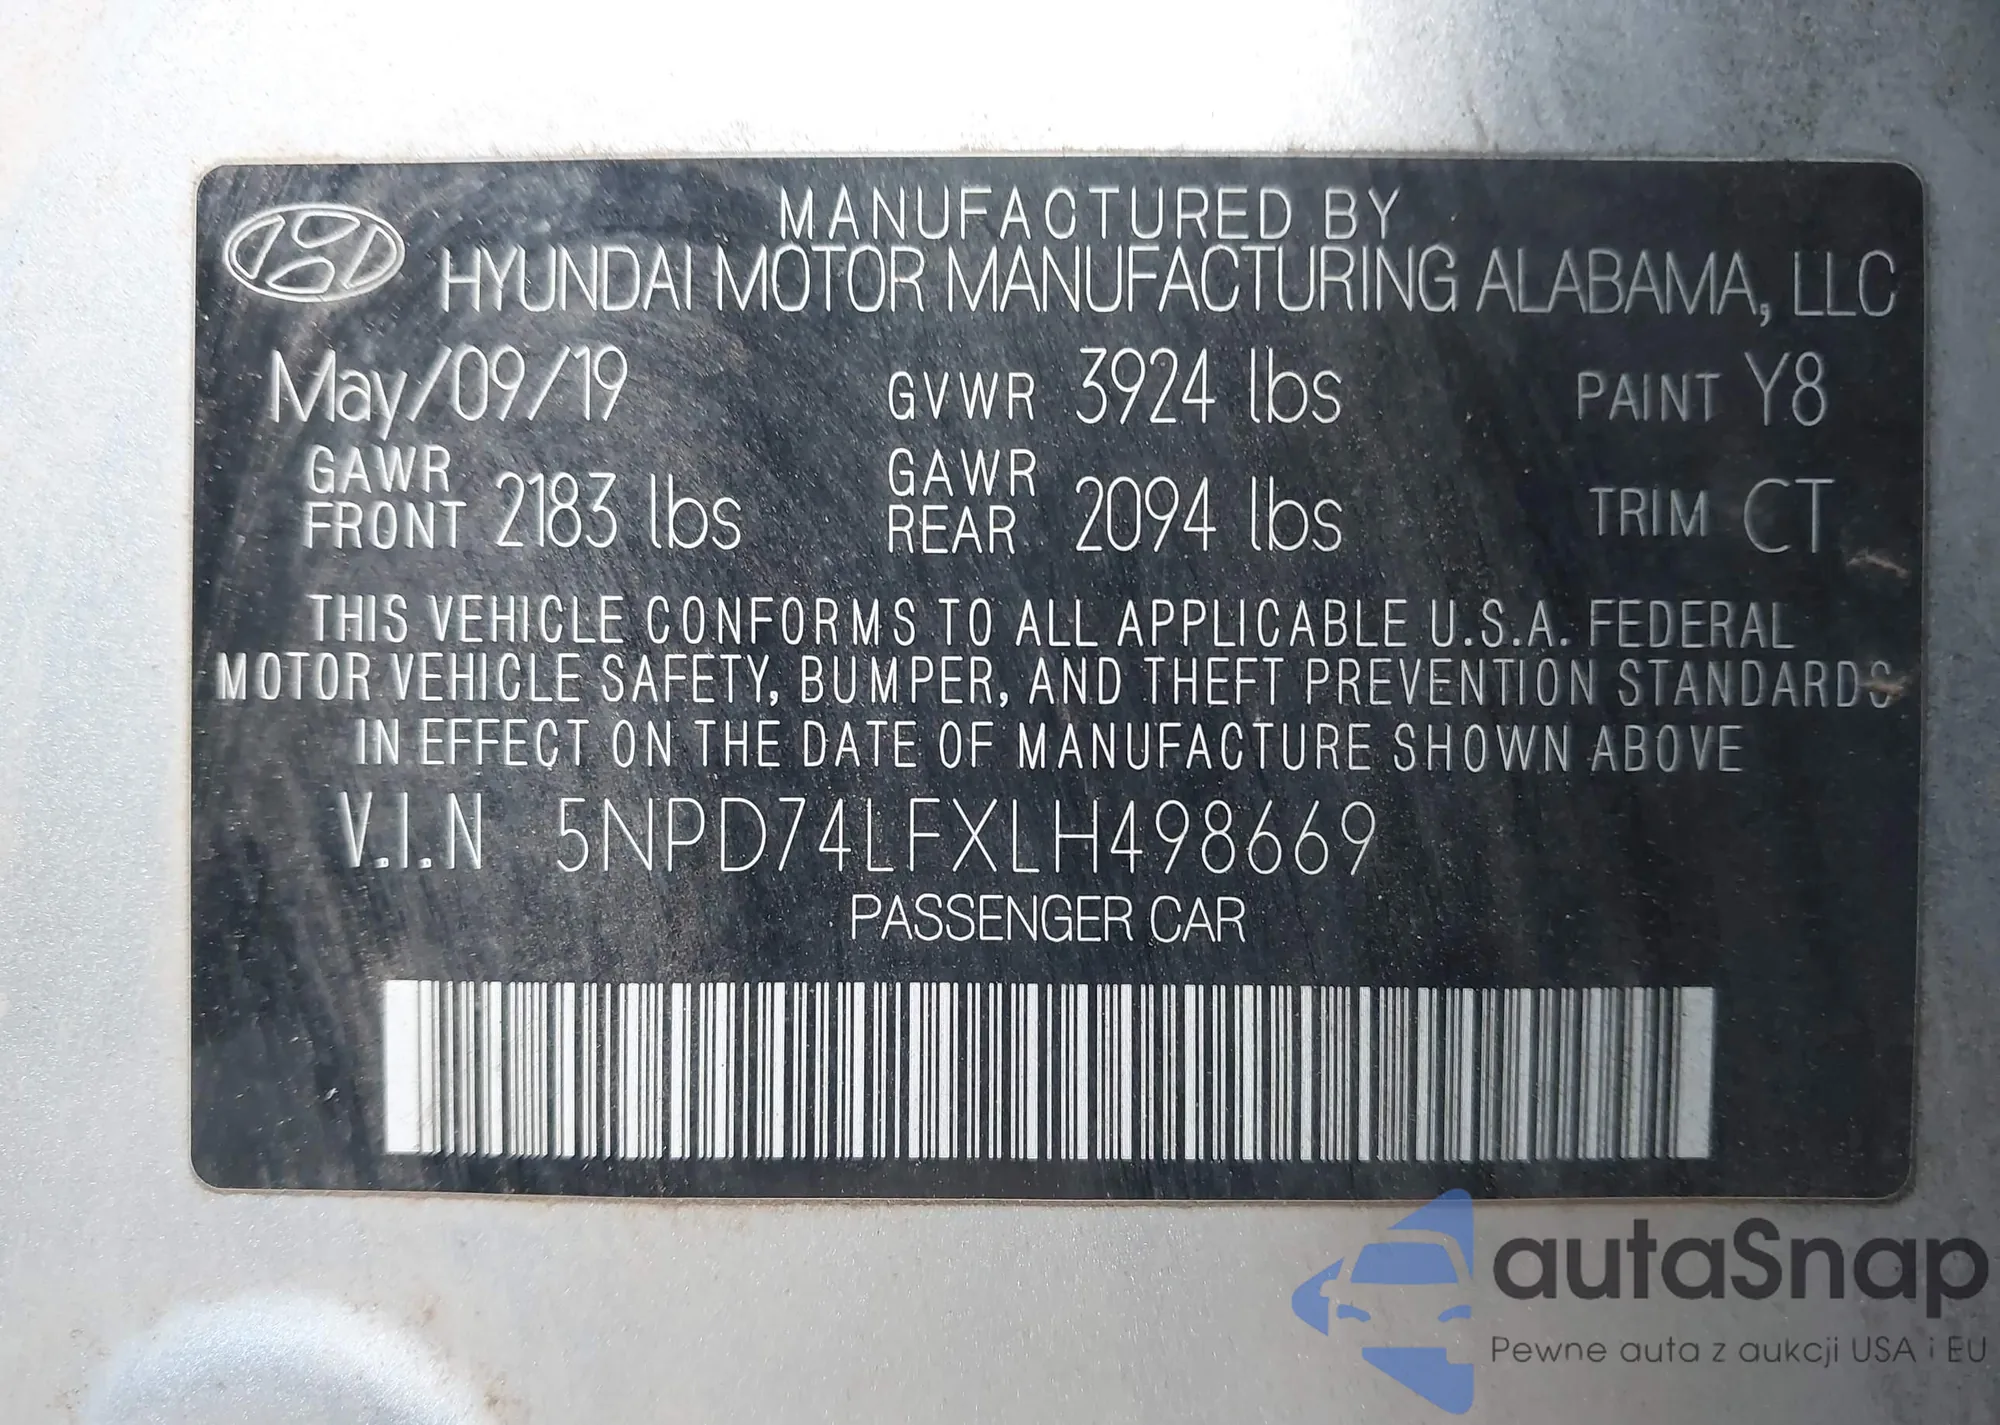 MANUFACTURED BY
HYUNDAI MOTOR MANUFACTURING ALABAMA, LLC
May/09/19 GVWR 3924 lbs PAINT Y8
GAWR FRONT 2183 lbs GAWR REAR 2094 lbs TRIM CT
THIS VEHICLE CONFORMS TO ALL APPLICABLE U.S.A. FEDERAL
MOTOR VEHICLE SAFETY, BUMPER, AND THEFT PREVENTION STANDARDS
IN EFFECT ON THE DATE OF MANUFACTURE SHOWN ABOVE
V.I.N 5NPD74LFXLH498669
PASSENGER CAR
autaSnap
Pewne auta z aukcji USA i EU